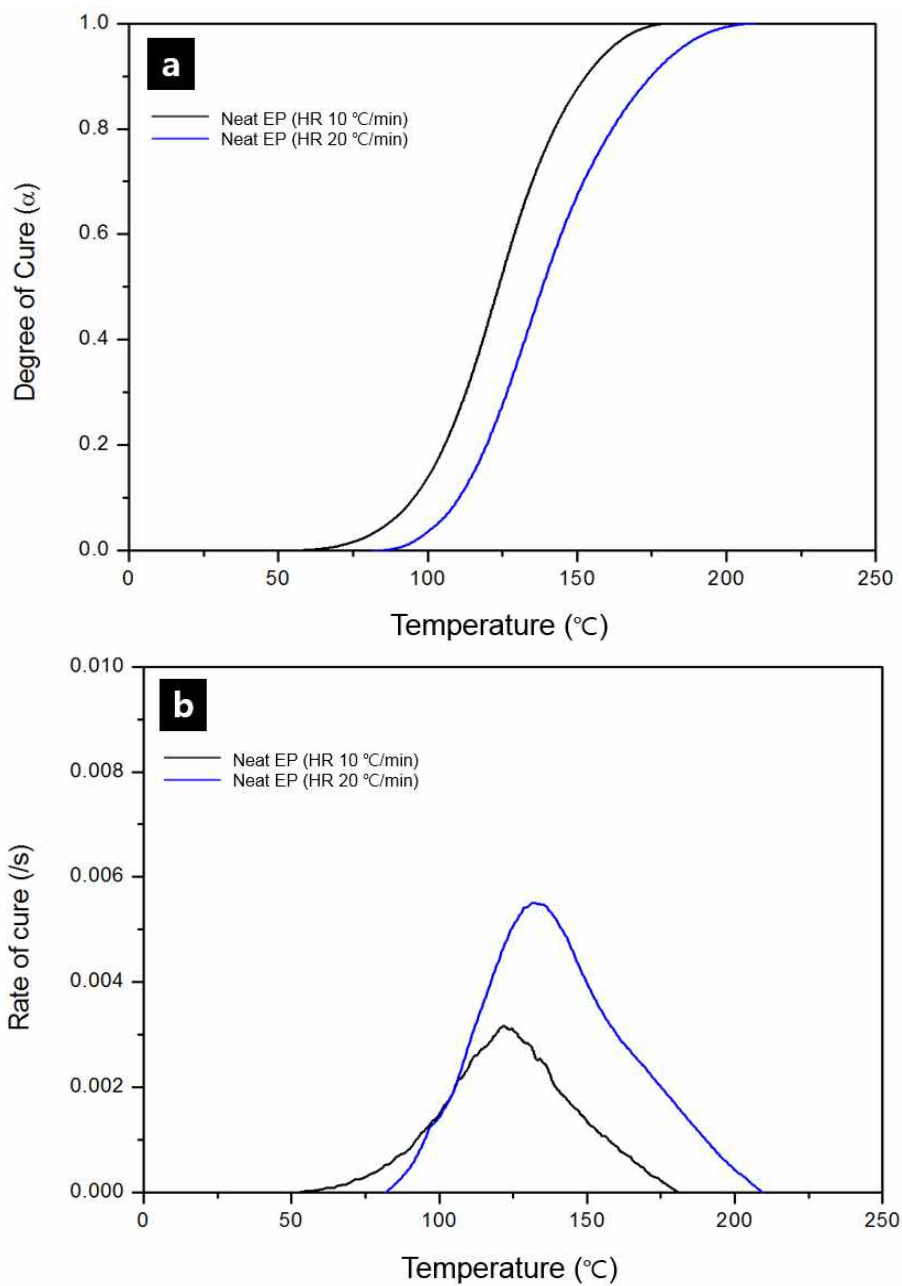 a
Neat EP (HR 10 ℃/min)
Neat EP (HR 20 ℃/min)
Degree of Cure (α)
1.0
0.8
0.6
0.4
0.2
0.0
0 50 100 150 200 250
Temperature (℃)
b
Neat EP (HR 10 ℃/min)
Neat EP (HR 20 ℃/min)
Rate of cure (/s)
0.010
0.008
0.006
0.004
0.002
0.000
0 50 100 150 200 250
Temperature (℃)